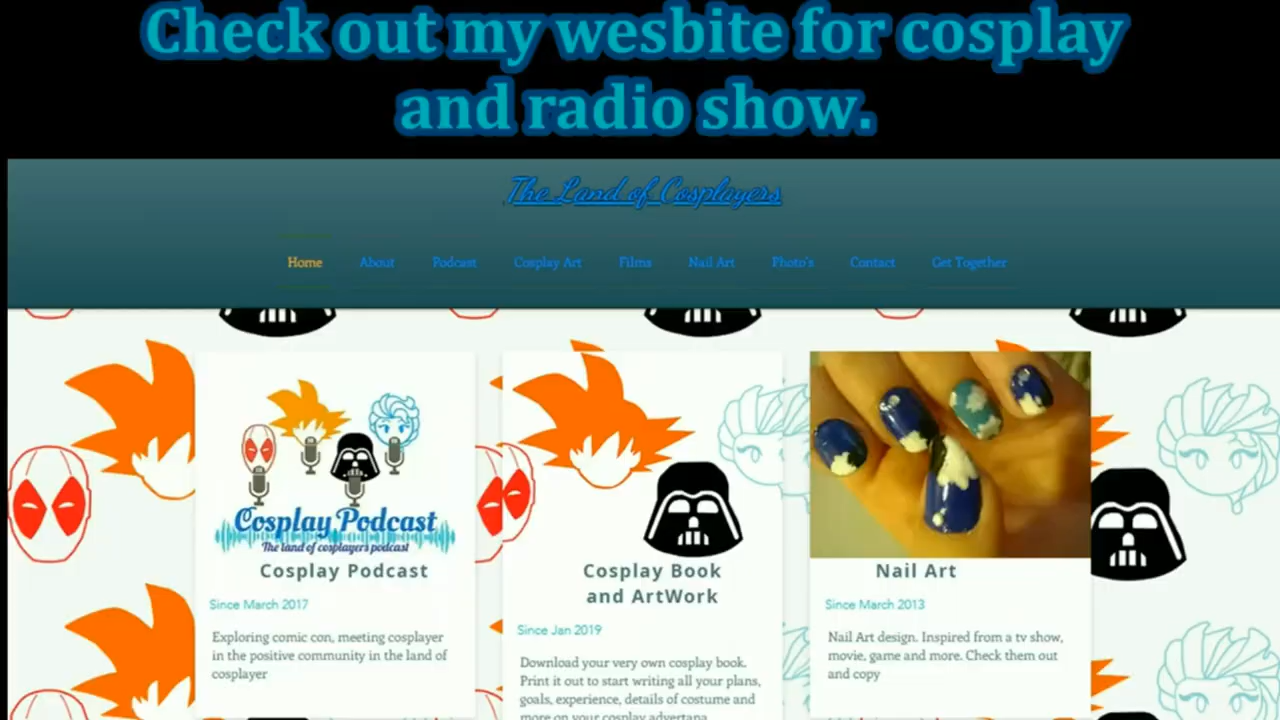 Check out my wesbite for cosplay
and radio show.
The Land of Cosplayers
Home About Podcast Cosplay Art Films Nail Art Photo's Contact Get Together
Cosplay Podcast
The land of cosplayers podcast
Cosplay Podcast
Since March 2017
Exploring comic con, meeting cosplayer
in the positive community in the land of
cosplayer
Cosplay Book
and ArtWork
Since Jan 2019
Download your very own cosplay book.
Print it out to start writing all your plans,
goals, experience, details of costume and
more on your cosplay advertana
Nail Art
Since March 2013
Nail Art design. Inspired from a tv show,
movie, game and more. Check them out
and copy